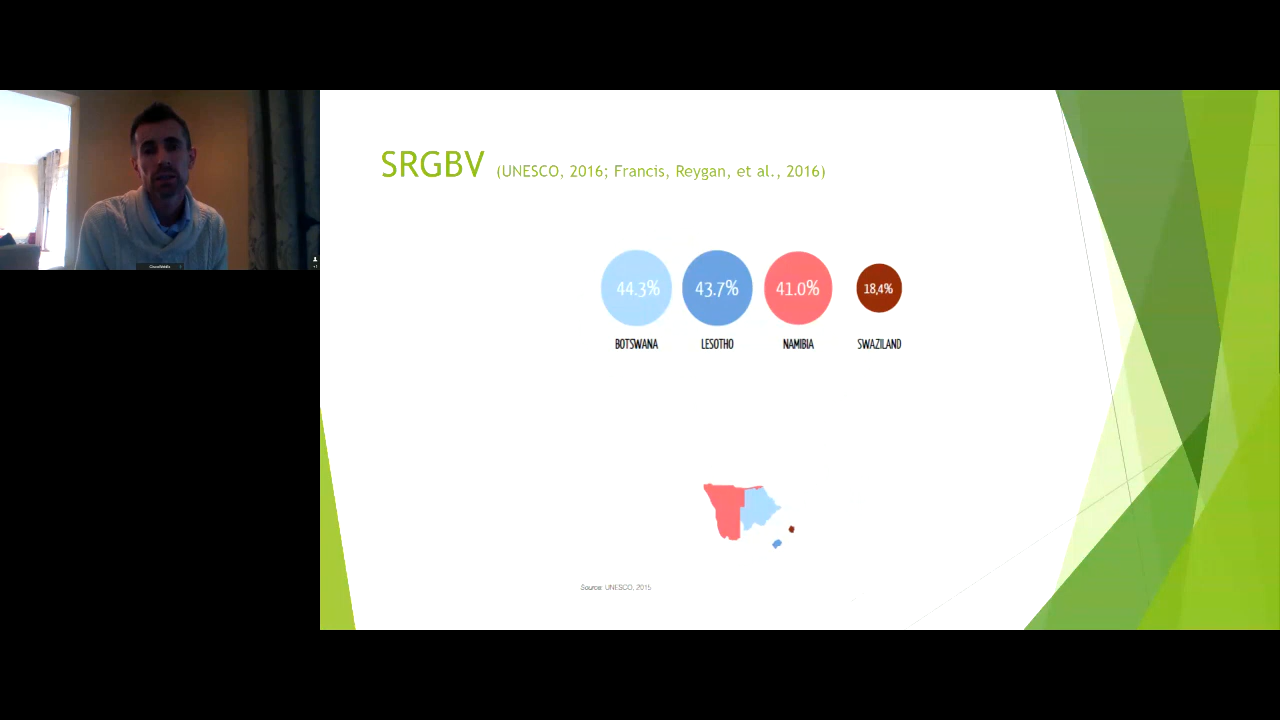 SRGBV (UNESCO, 2016; Francis, Reygan, et al., 2016)
44.3% 43.7% 41.0% 18,4%
BOTSWANA LESOTHO NAMIBIA SWAZILAND
Source: UNESCO, 2015